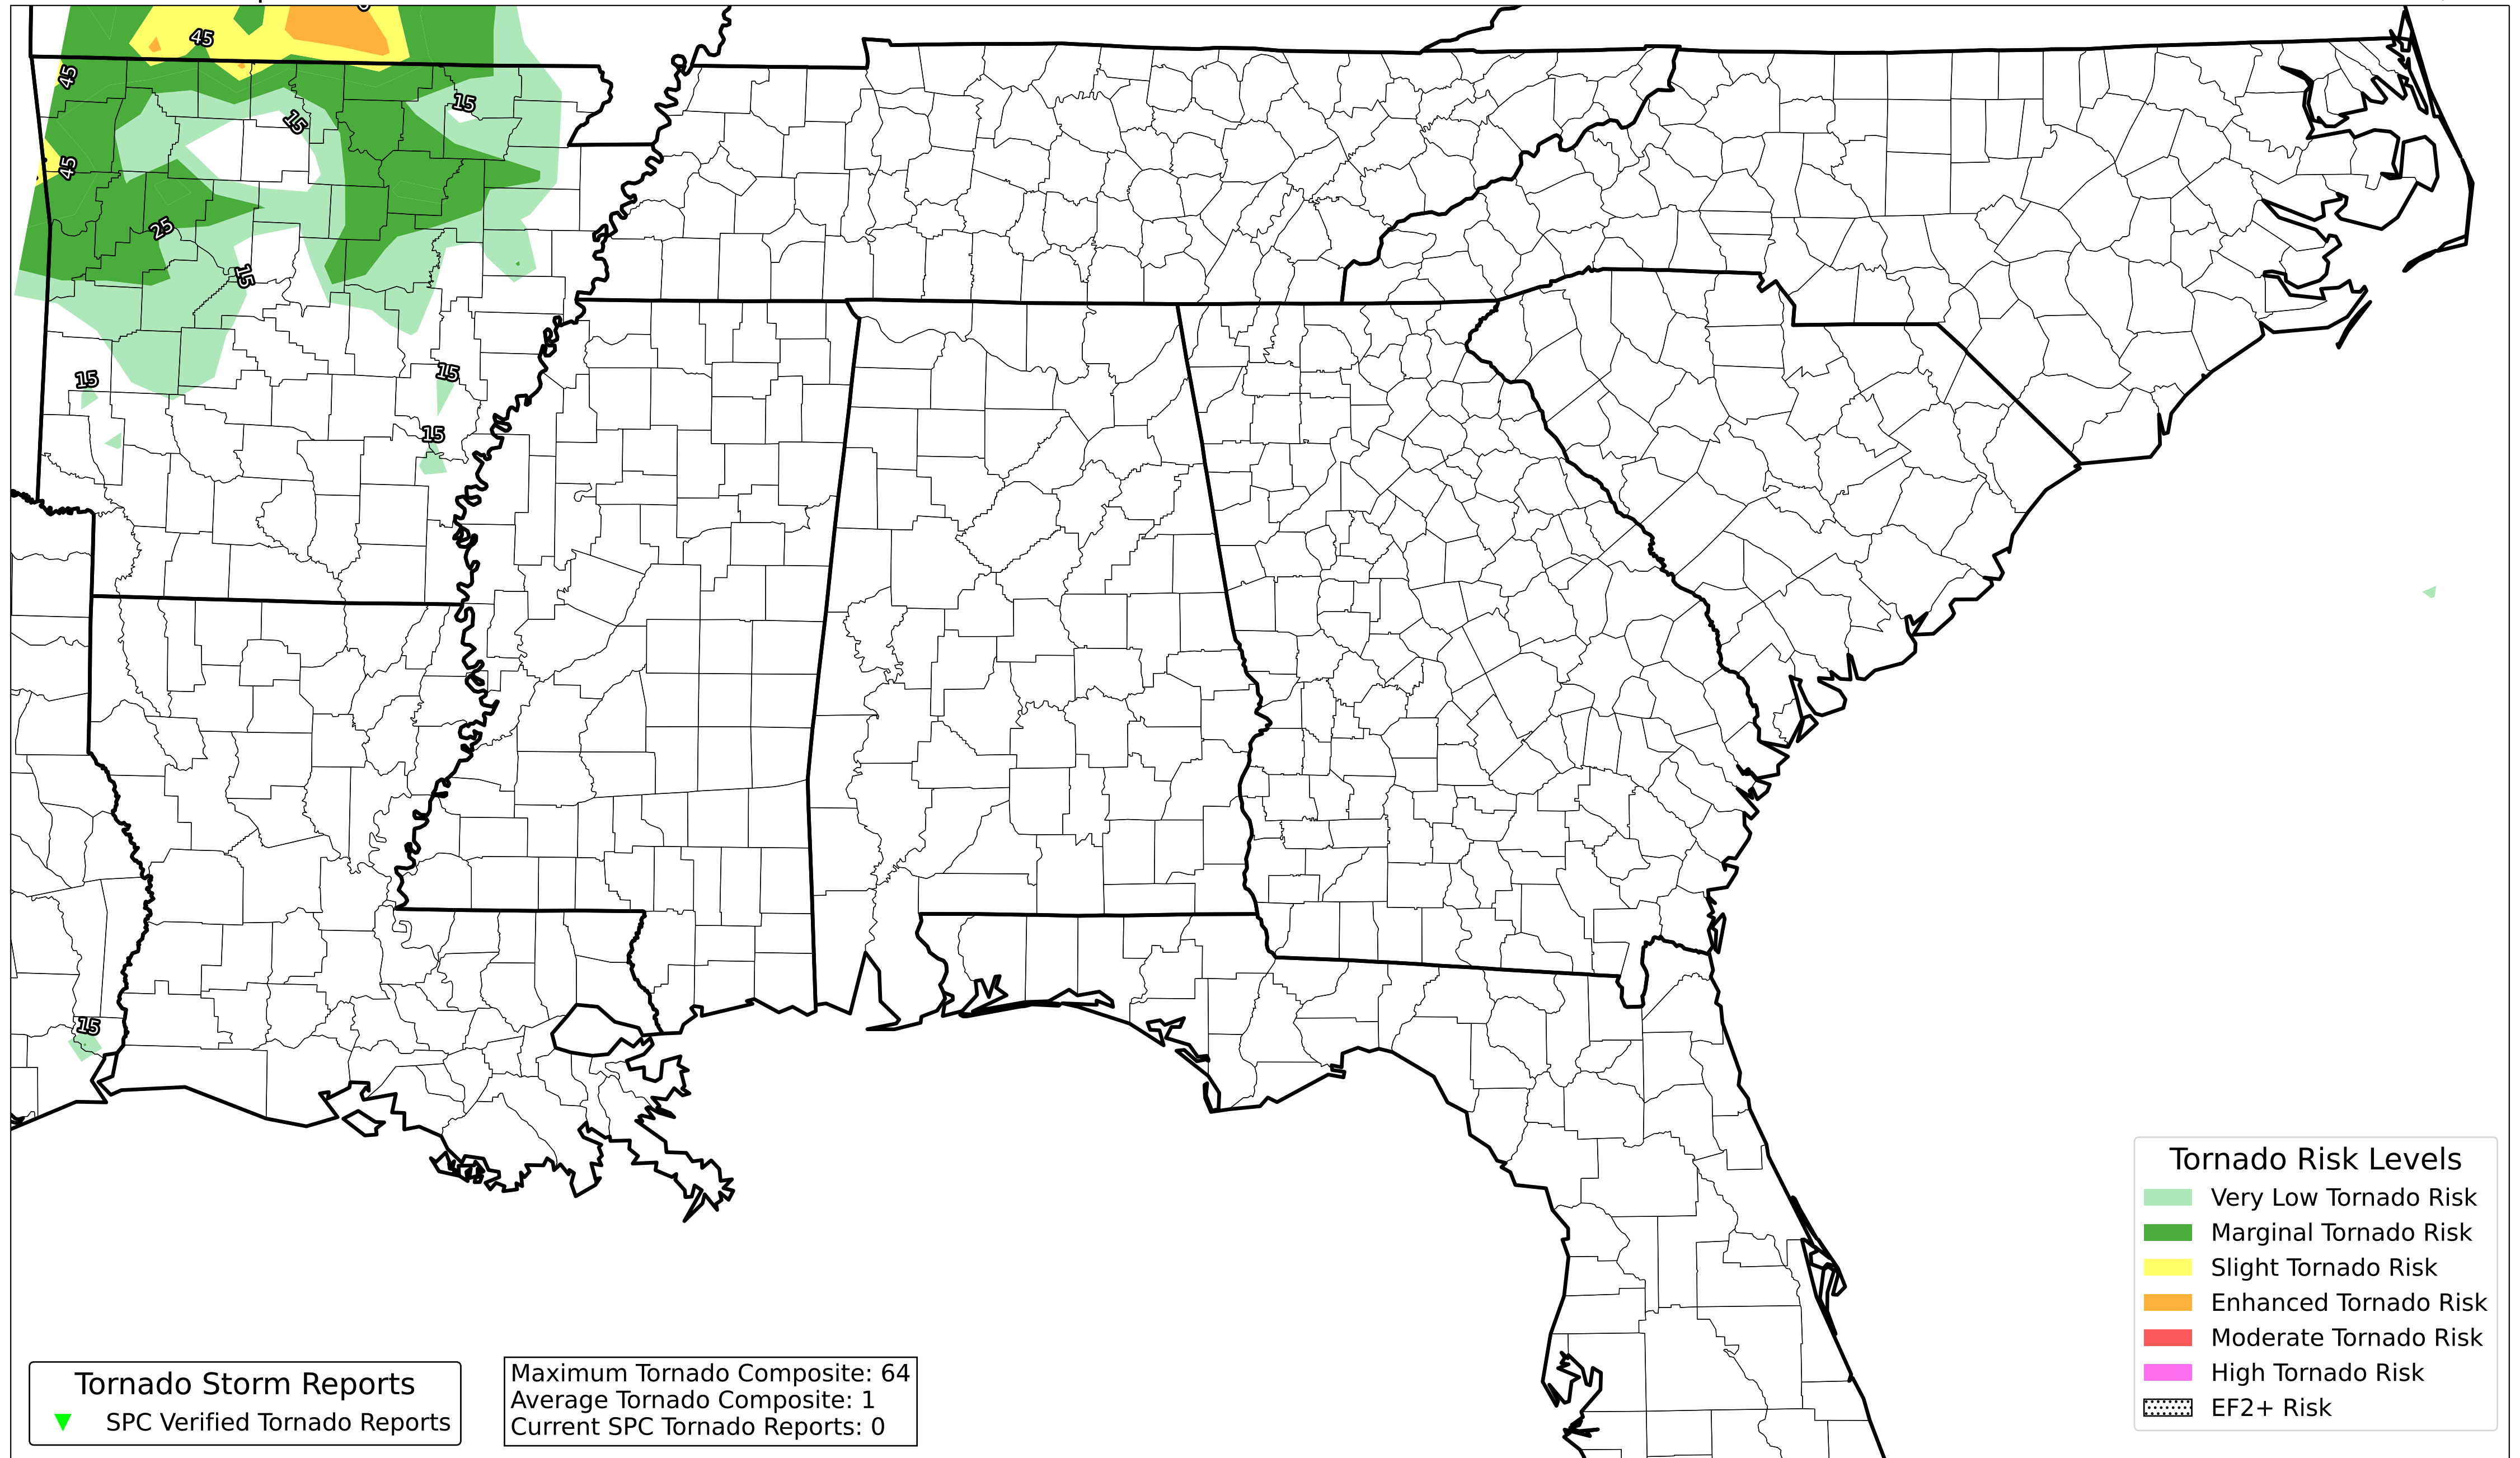 45
45
15
15
45
25
15
15
15
15
15
Tornado Risk Levels
Very Low Tornado Risk
Marginal Tornado Risk
Slight Tornado Risk
Enhanced Tornado Risk
Moderate Tornado Risk
High Tornado Risk
EF2+ Risk
Tornado Storm Reports
SPC Verified Tornado Reports
Maximum Tornado Composite: 64
Average Tornado Composite: 1
Current SPC Tornado Reports: 0